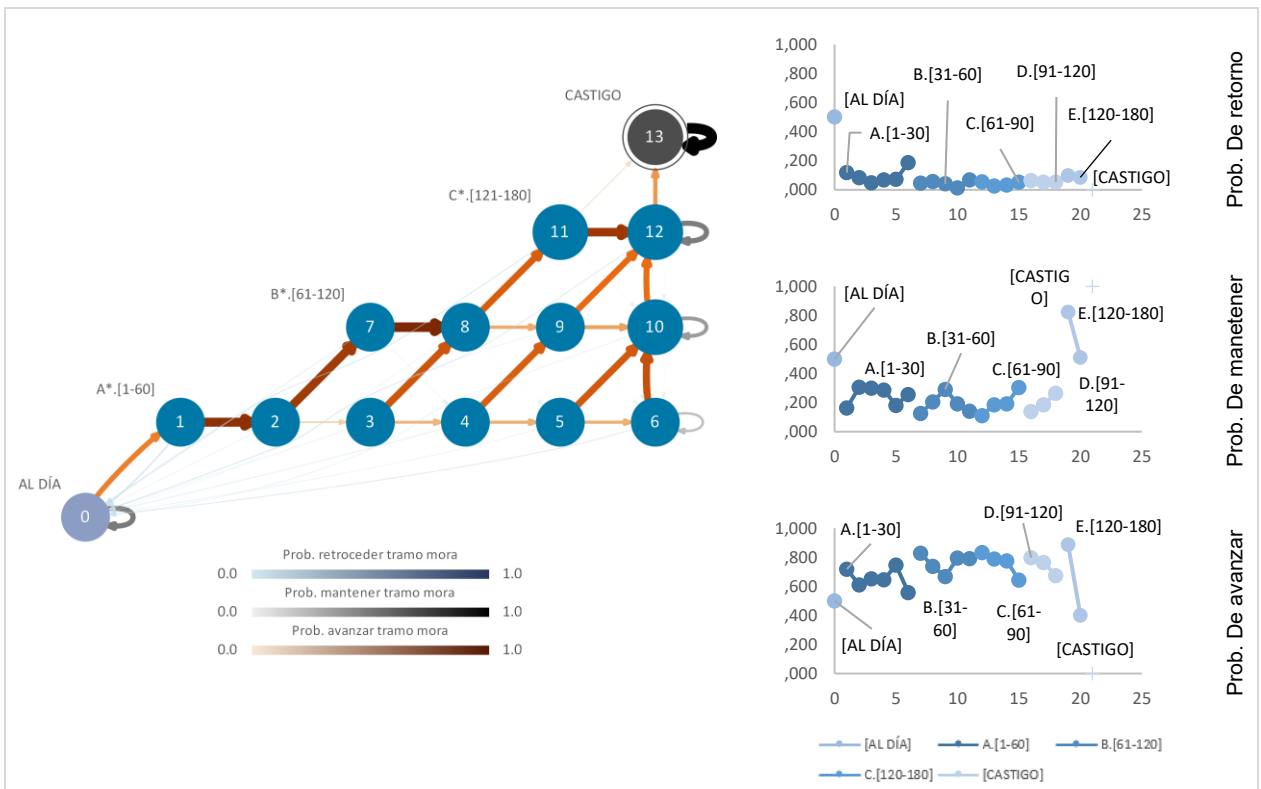 CASTIGO
13
C*.[121-180]
11
12
B*.[61-120]
7
8
9
10
A*.[1-60]
1
2
3
4
5
6
AL DÍA
0
Prob. retroceder tramo mora
0.0
1.0
Prob. mantener tramo mora
0.0
1.0
Prob. avanzar tramo mora
0.0
1.0
1,000
,800
,600
,400
,200
,000
0
5
10
15
20
25
[AL DÍA]
A.[1-30]
B.[31-60]
C.[61-90]
D.[91-120]
E.[120-180]
[CASTIGO]
Prob. De retorno
1,000
,800
,600
,400
,200
,000
0
5
10
15
20
25
[AL DÍA]
A.[1-30]
B.[31-60]
C.[61-90]
[CASTIG
O]
E.[120-180]
D.[91-
120]
Prob. De manetener
1,000
,800
,600
,400
,200
,000
0
5
10
15
20
25
A.[1-30]
[AL DÍA]
B.[31-
60]
C.[61-
90]
D.[91-120]
E.[120-180]
[CASTIGO]
Prob. De avanzar
[AL DÍA]
A.[1-60]
B.[61-120]
C.[120-180]
[CASTIGO]